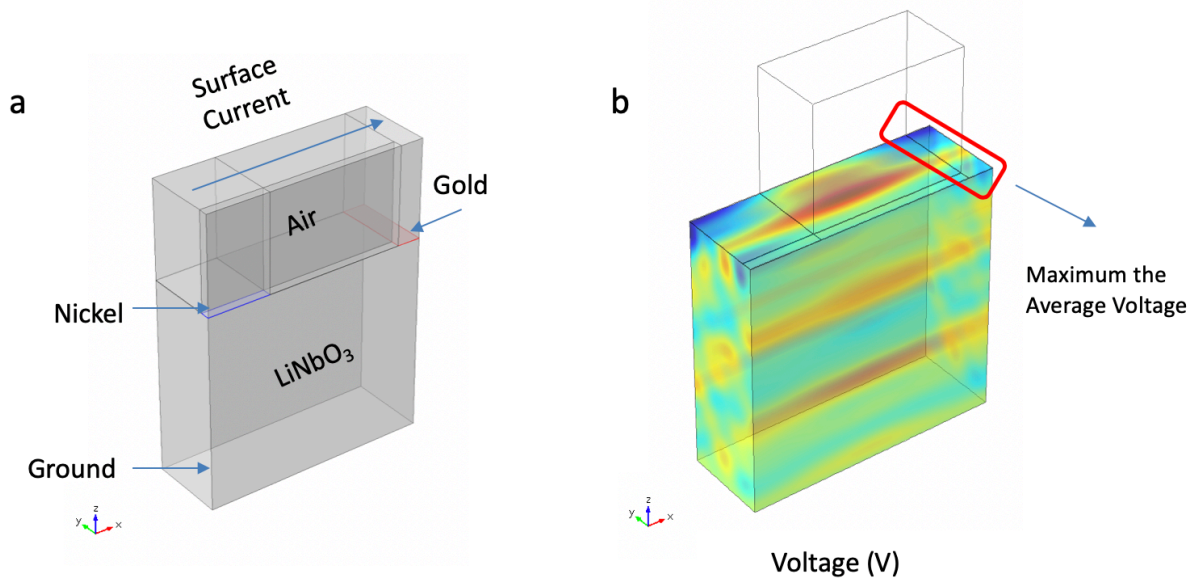 a
Surface
Current
Gold
Air
Nickel
LiNbO3
Ground
z
y
x
b
Maximum the
Average Voltage
z
y
x
Voltage (V)